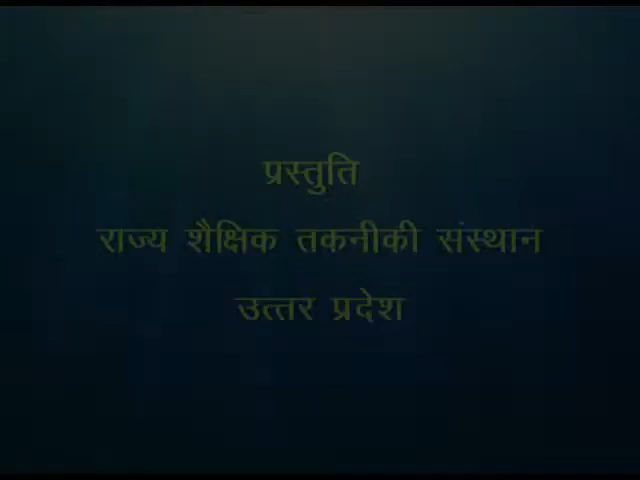 प्रस्तुति
राज्य शैक्षिक तकनीकी संस्थान
उत्तर प्रदेश